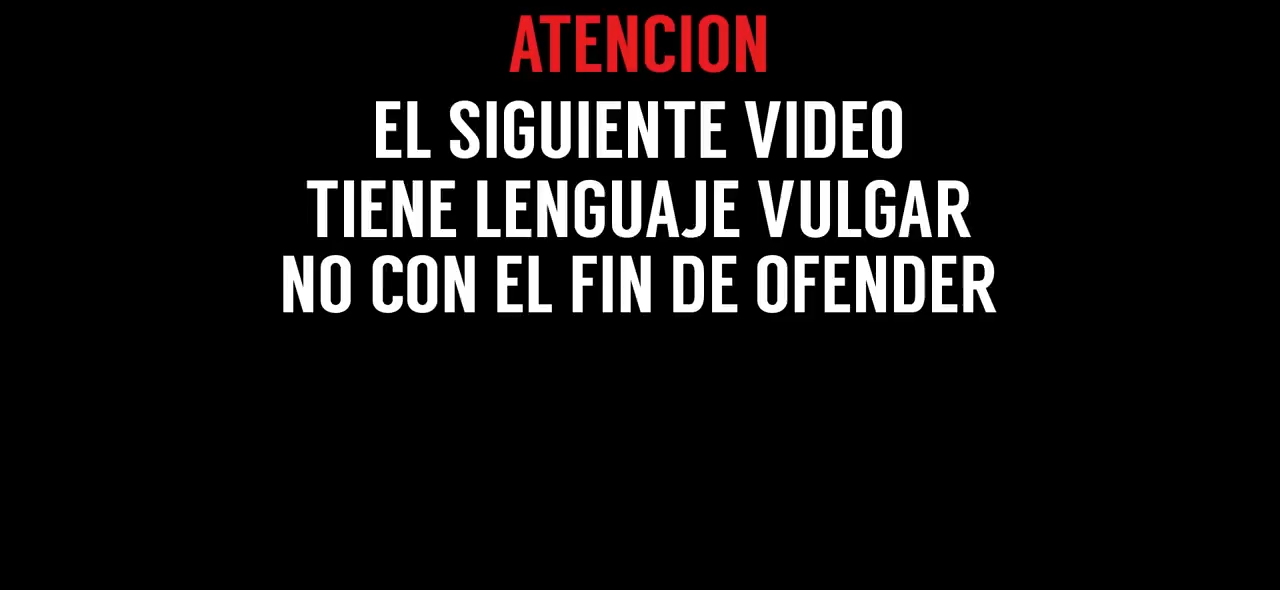 ATENCION
EL SIGUIENTE VIDEO
TIENE LENGUAJE VULGAR
NO CON EL FIN DE OFENDER